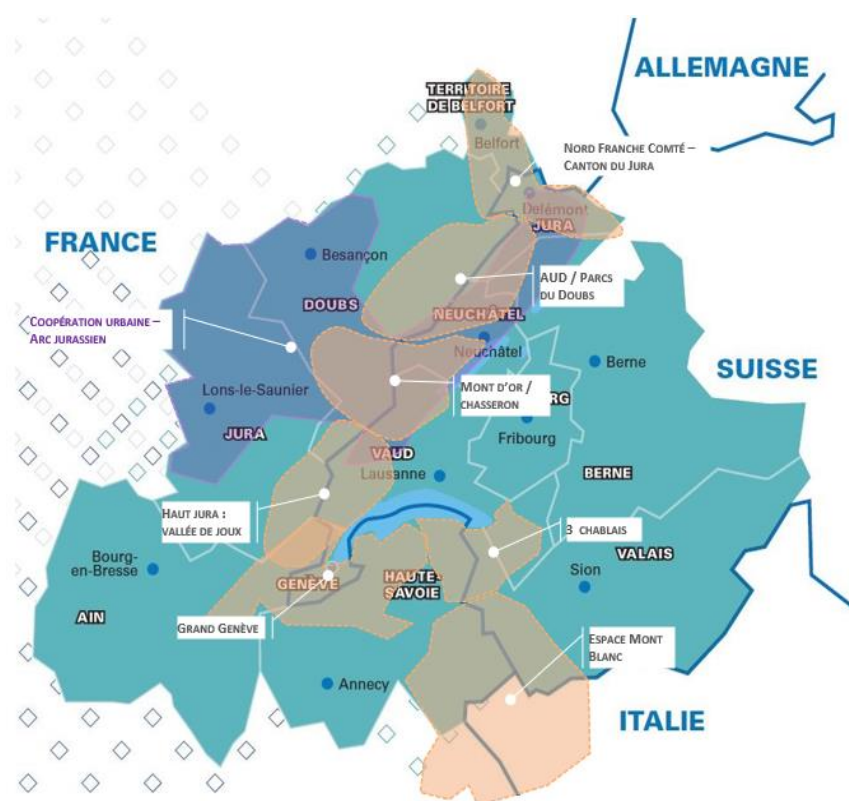 ALLEMAGNE
TERRITOIRE
DE BELFORT
Belfort
NORD FRANCHE COMTÉ –
CANTON DU JURA
Delémont
JURA
FRANCE
Besançon
DOUBS
AUD / PARCS
DU DOUBS
NEUCHÂTEL
COOPÉRATION URBAINE –
ARC JURASSIEN
Neuchâtel
Berne
SUISSE
MONT D'OR /
CHASSERON
RG
Lons-le-Saunier
JURA
Fribourg
VAUD
Lausanne
BERNE
HAUT JURA :
VALLÉE DE JOUX
3 CHABLAIS
VALAIS
Bourg-
en-Bresse
GENÈVE
HAUTE-
SAVOIE
Sion
AIN
GRAND GENÈVE
ESPACE MONT
BLANC
Annecy
ITALIE